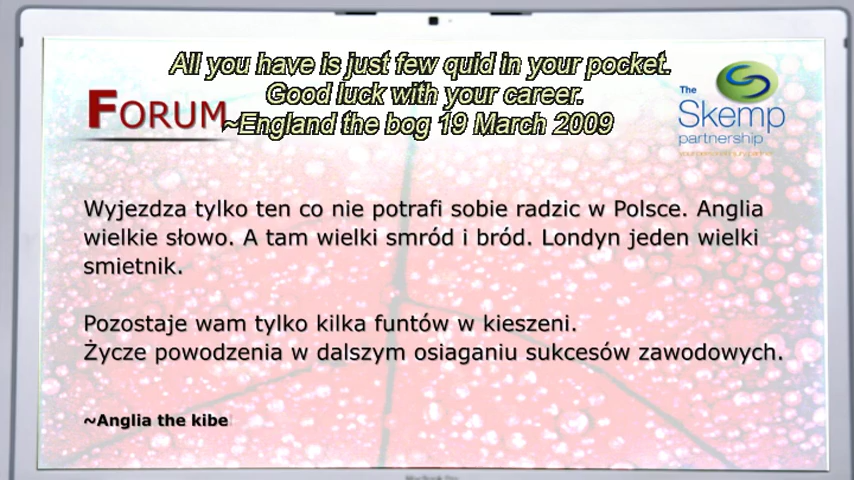 All you have is just few quid in your pocket.
Good luck with your career.
~England the bog 19 March 2009
FORUM
The
Skemp
partnership
Wyjezdza tylko ten co nie potrafi sobie radzic w Polsce. Anglia
wielkie słowo. A tam wielki smród i bród. Londyn jeden wielki
smietnik.
Pozostaje wam tylko kilka funtów w kieszeni.
Życze powodzenia w dalszym osiaganiu sukcesów zawodowych.
~Anglia the kibe